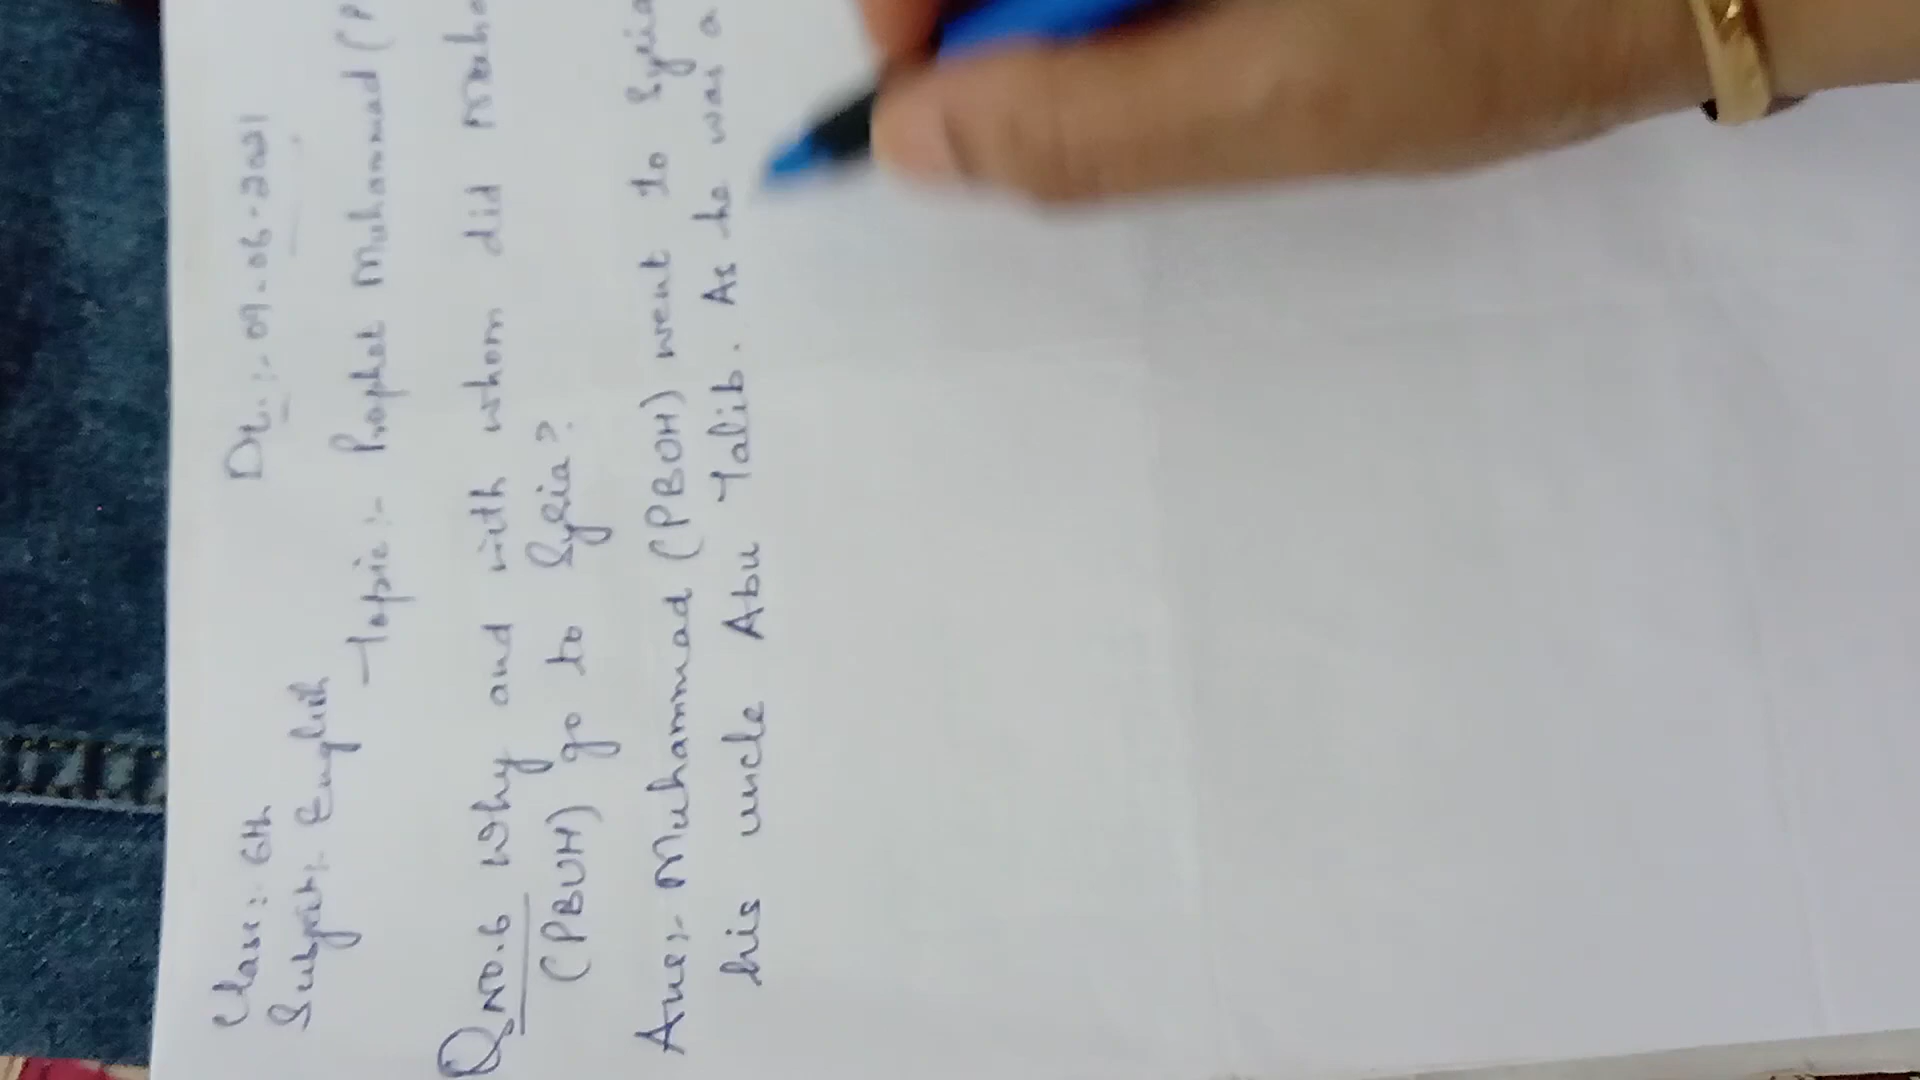 Class:- 6th Dt.:- 09-06-2021
Subject:- English
Topic:- Prophet Muhammad (P
Q No.6 Why and with whom did Muha
(PBUH) go to Syria?
Ans:- Muhammad (PBUH) went to Syria
his uncle Abu Talib. As he was a